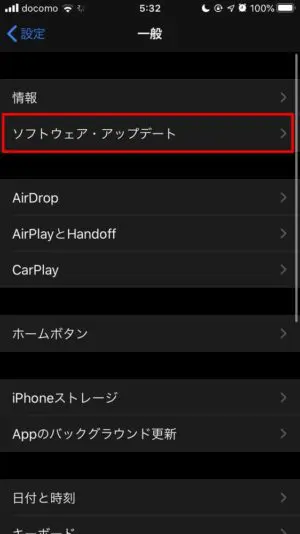 docomo 5:32 100%
設定 一般
情報
ソフトウェア・アップデート
AirDrop
AirPlayとHandoff
CarPlay
ホームボタン
iPhoneストレージ
Appのバックグラウンド更新
日付と時刻
キーボード